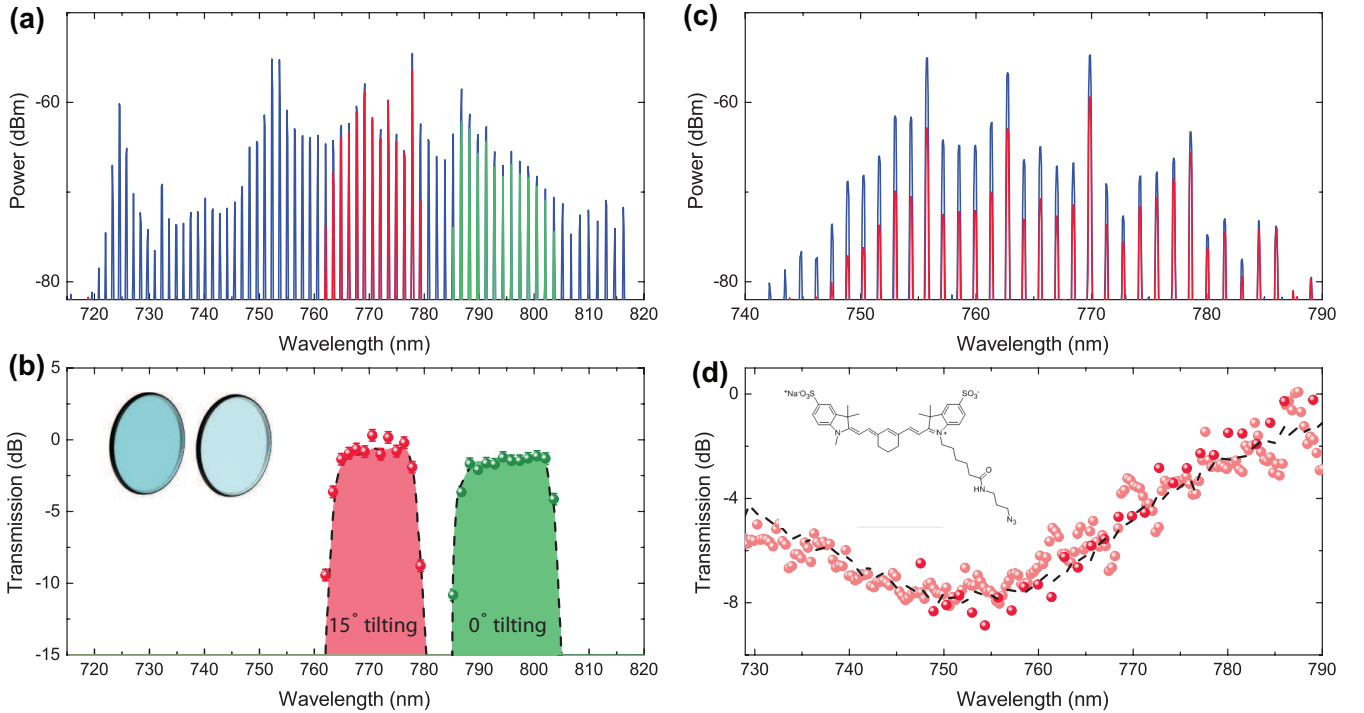 (a)
Power (dBm)
-60
-80
720 730 740 750 760 770 780 790 800 810 820
Wavelength (nm)
(c)
Power (dBm)
-60
-80
740 750 760 770 780 790
Wavelength (nm)
(b)
Transmission (dB)
5
0
-5
-10
-15
15° tilting
0° tilting
720 730 740 750 760 770 780 790 800 810 820
Wavelength (nm)
(d)
Transmission (dB)
0
-4
-8
⁺Na⁻O₃S
SO₃⁻
N
N⁺
O
NH
N₃
730 740 750 760 770 780 790
Wavelength (nm)